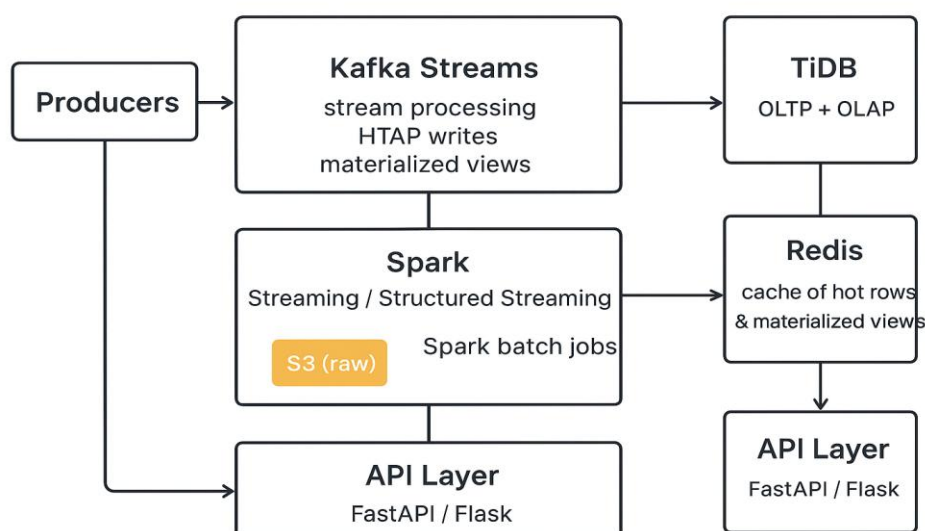 Producers
Kafka Streams
stream processing
HTAP writes
materialized views
TiDB
OLTP + OLAP
Spark
Streaming / Structured Streaming
S3 (raw)
Spark batch jobs
Redis
cache of hot rows
& materialized views
API Layer
FastAPI / Flask
API Layer
FastAPI / Flask